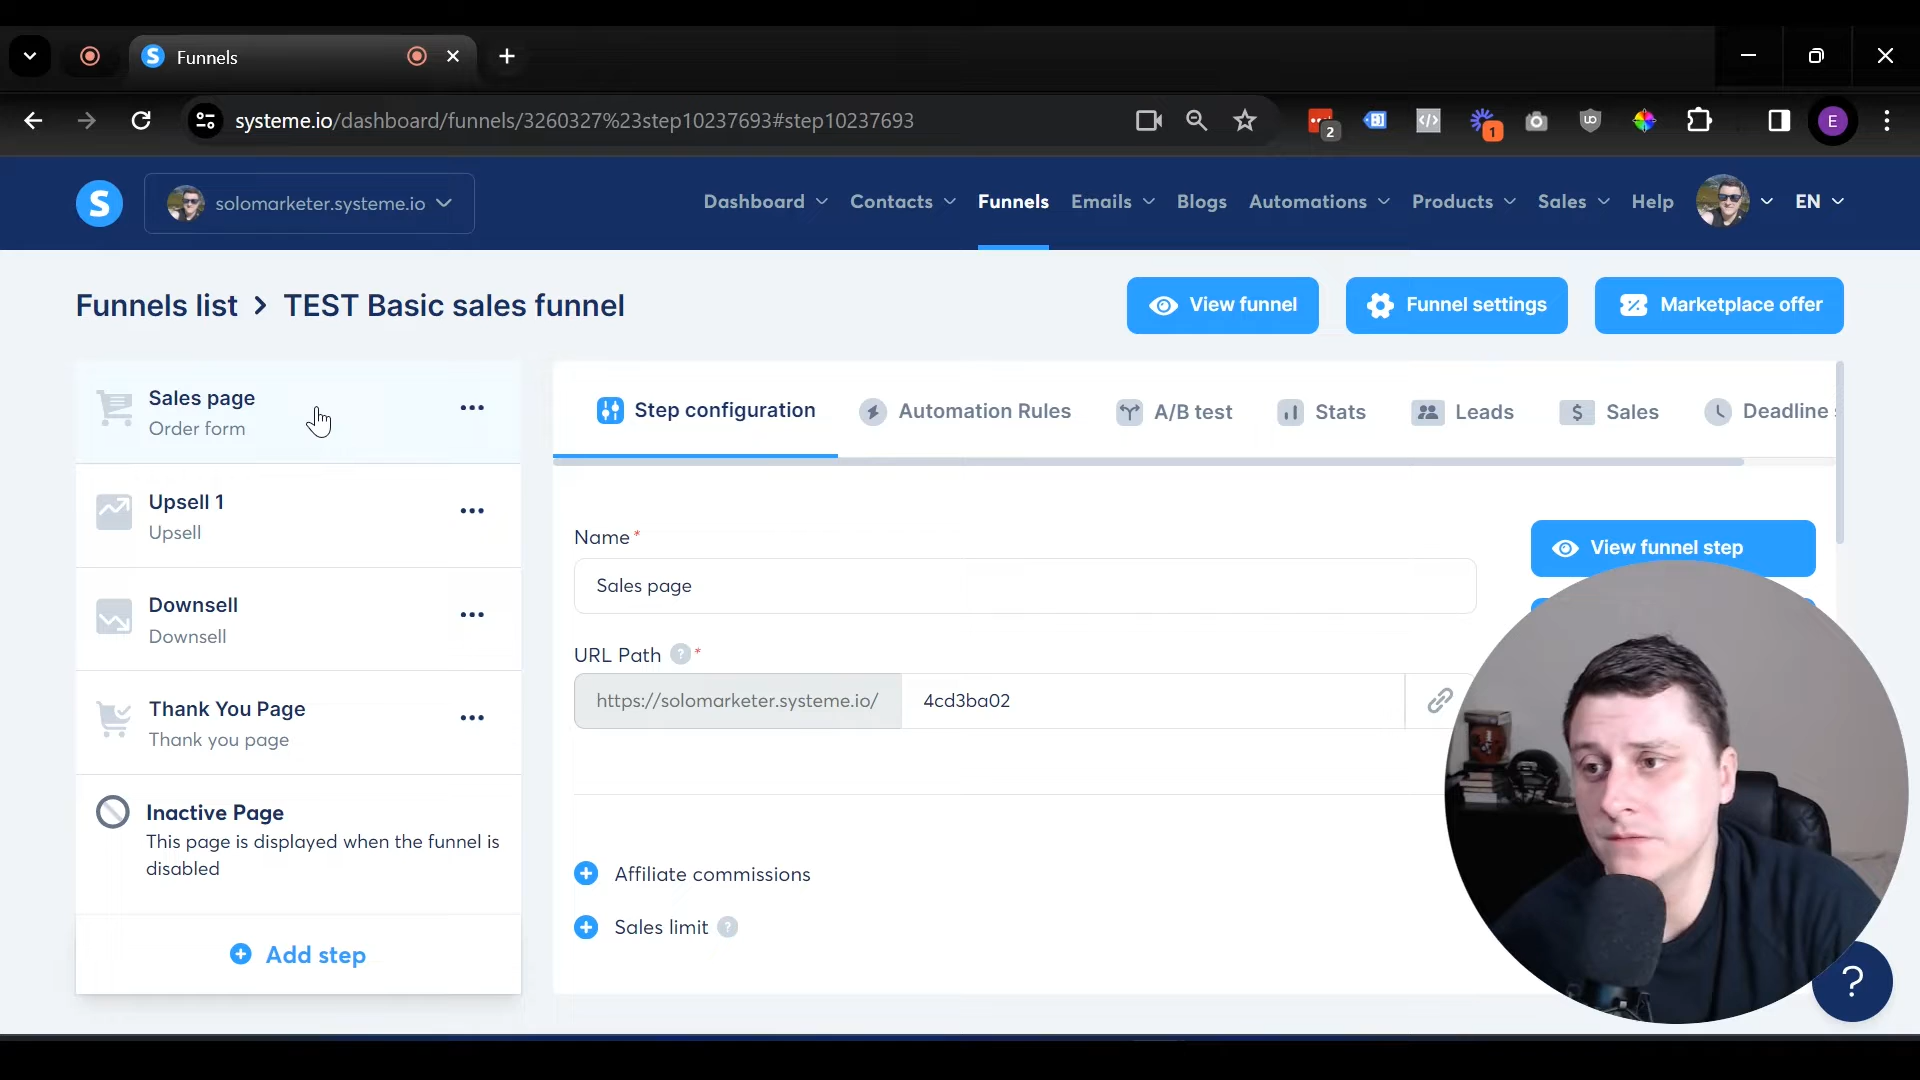 Funnels
systeme.io/dashboard/funnels/3260327%23step10237693#step10237693
2
1
E
S
solomarketer.systeme.io
Dashboard
Contacts
Funnels
Emails
Blogs
Automations
Products
Sales
Help
EN
Funnels list > TEST Basic sales funnel
View funnel
Funnel settings
Marketplace offer
Sales page
Order form
Upsell 1
Upsell
Downsell
Downsell
Thank You Page
Thank you page
Inactive Page
This page is displayed when the funnel is
disabled
Add step
Step configuration
Automation Rules
A/B test
Stats
Leads
Sales
Deadline
Name*
Sales page
View funnel step
URL Path ? *
https://solomarketer.systeme.io/
4cd3ba02
Affiliate commissions
Sales limit ?
?